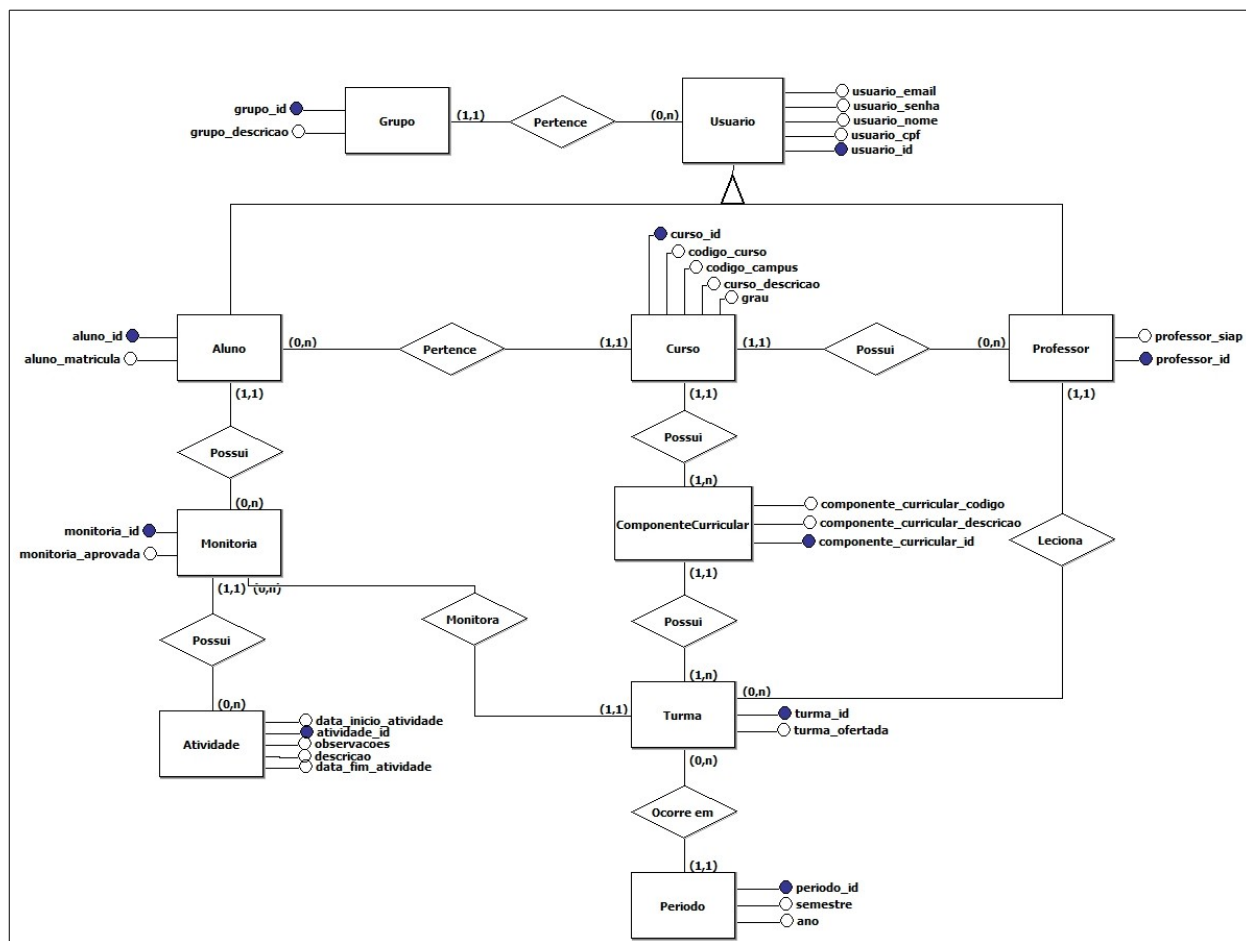 usuario_email
grupo_id
usuario_senha
Grupo
(1,1)
Pertence
(0,n)
Usuario
usuario_nome
grupo_descricao
usuario_cpf
usuario_id
curso_id
codigo_curso
codigo_campus
curso_descricao
grau
aluno_id
aluno_matricula
Aluno
(0,n)
Pertence
(1,1)
Curso
(1,1)
Possui
(0,n)
Professor
professor_siap
professor_id
(1,1)
(1,1)
(1,1)
Possui
Possui
(0,n)
(1,n)
monitoria_id
monitoria_aprovada
Monitoria
ComponenteCurricular
componente_curricular_codigo
componente_curricular_descricao
componente_curricular_id
Leciona
(1,1)
(0,n)
(1,1)
Possui
Monitora
Possui
(0,n)
(1,n)
(0,n)
(1,1)
Turma
turma_id
turma_ofertada
Atividade
data_inicio_atividade
atividade_id
observacoes
descricao
data_fim_atividade
(0,n)
Ocorre em
(1,1)
Periodo
periodo_id
semestre
ano